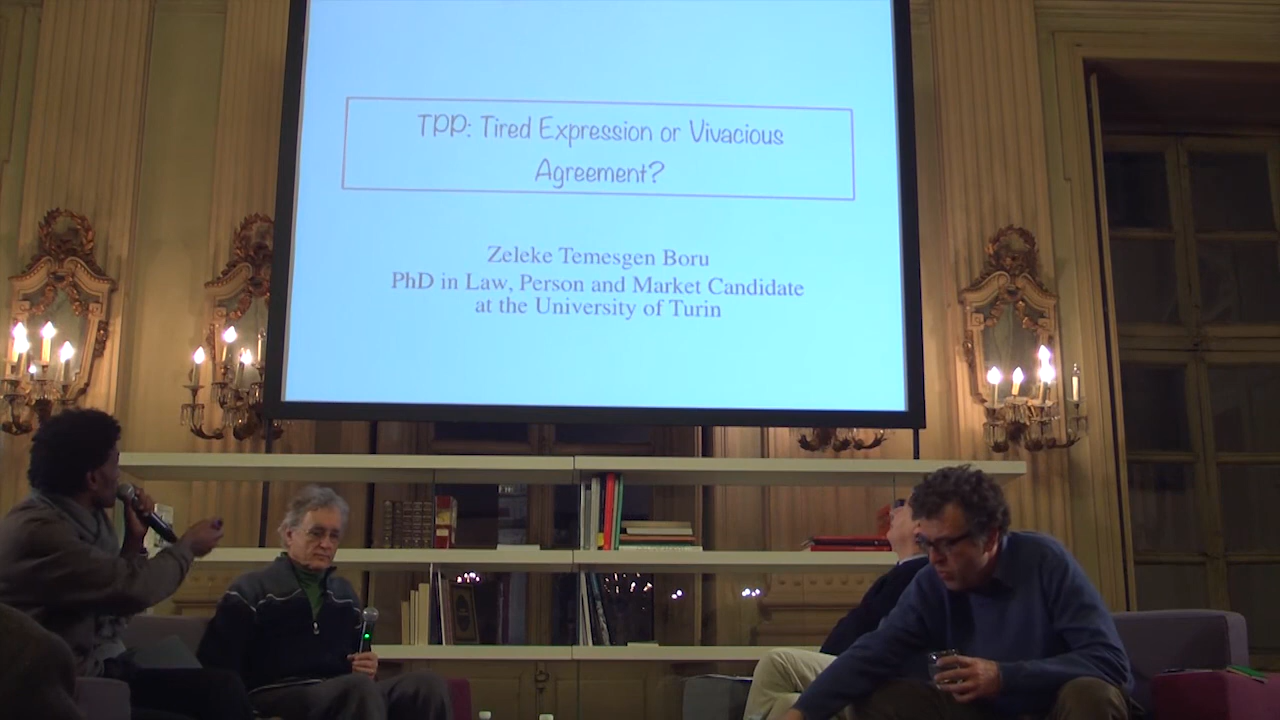 TPP: Tired Expression or Vivacious
Agreement?
Zeleke Temesgen Boru
PhD in Law, Person and Market Candidate
at the University of Turin